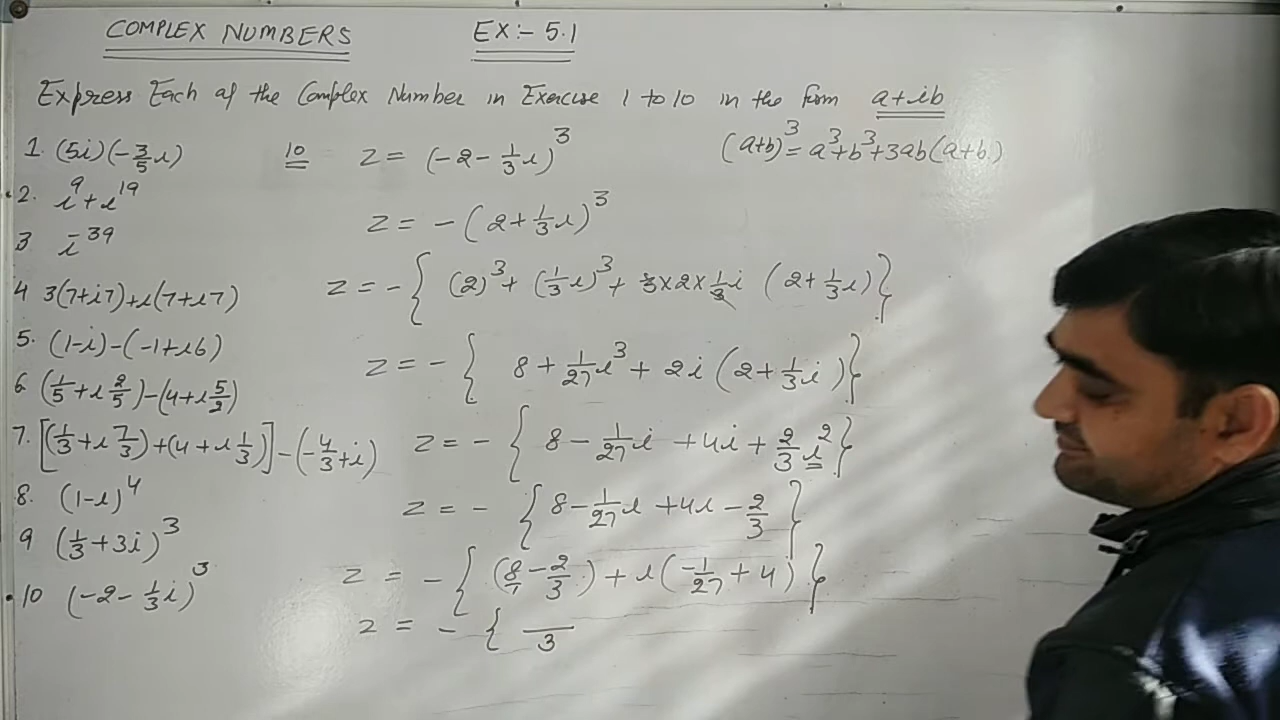 COMPLEX NUMBERS EX:- 5.1
Express Each of the Complex Number in Exercise 1 to 10 in the form a+ib
(a+b)³ = a³+b³+3ab(a+b)
1. (5i)(-3/5 i)
2. i⁹+i¹⁹
3 i⁻³⁹
4 3(7+i7)+i(7+i7)
5. (1-i)-(-1+i6)
6 (1/5+i 2/5)-(4+i 5/2)
7. [(1/3+i 7/3)+(4+i 1/3)]-(-4/3+i)
8. (1-i)⁴
9 (1/3+3i)³
10 (-2-1/3 i)³
10 z = (-2-1/3 i)³
z = -(2+1/3 i)³
z = -{ (2)³+(1/3 i)³+3×2×1/3 i (2+1/3 i)}
z = -{ 8+1/27 i³+2i(2+1/3 i)}
z = -{ 8-1/27 i+4i+2/3 i²}
z = -{8-1/27 i+4i-2/3}
z = -{ (8/1-2/3)+i(-1/27+4)}
z = -{ /3